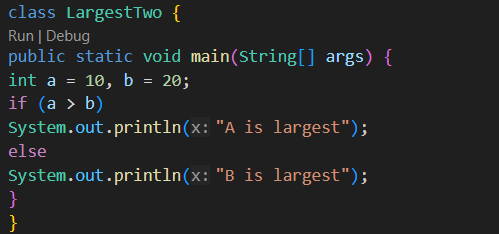 class LargestTwo {
Run | Debug
public static void main(String[] args) {
int a = 10, b = 20;
if (a > b)
System.out.println(x: "A is largest");
else
System.out.println(x: "B is largest");
}
}